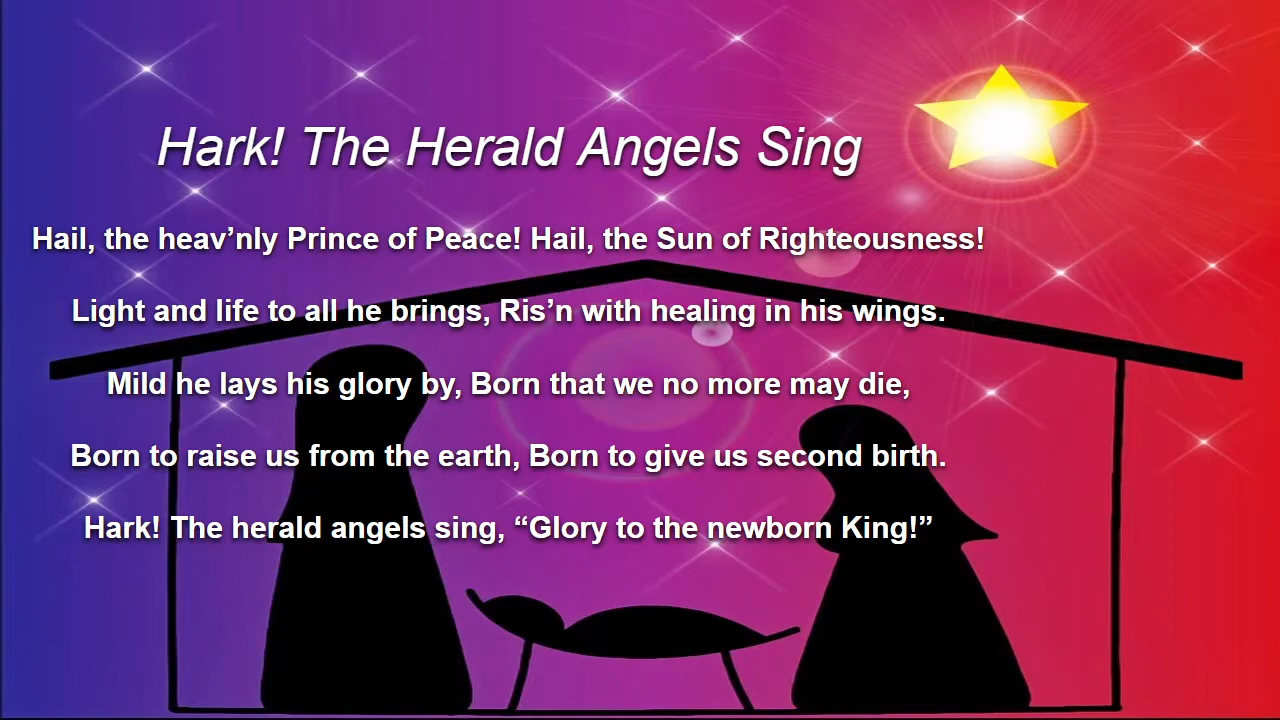 Hark! The Herald Angels Sing
Hail, the heav’nly Prince of Peace! Hail, the Sun of Righteousness!
Light and life to all he brings, Ris’n with healing in his wings.
Mild he lays his glory by, Born that we no more may die,
Born to raise us from the earth, Born to give us second birth.
Hark! The herald angels sing, “Glory to the newborn King!”